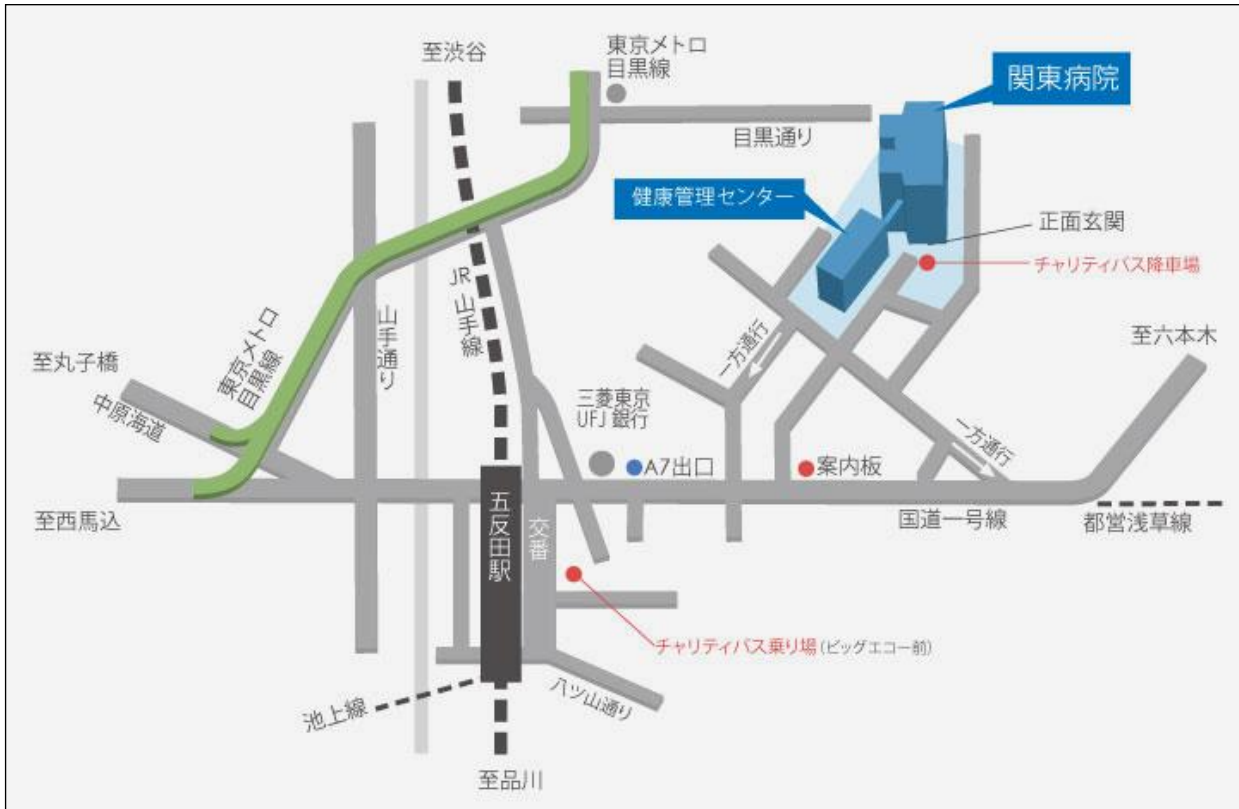 至渋谷
東京メトロ
目黒線
関東病院
目黒通り
健康管理センター
正面玄関
チャリティバス降車場
JR 山手線
山手通り
一方通行
至六本木
至丸子橋
東京メトロ
目黒線
中原海道
三菱東京
UFJ 銀行
一方通行
A7出口
案内板
至西馬込
五反田駅
交番
国道一号線
都営浅草線
チャリティバス乗り場(ビッグエコー前)
八ツ山通り
池上線
至品川